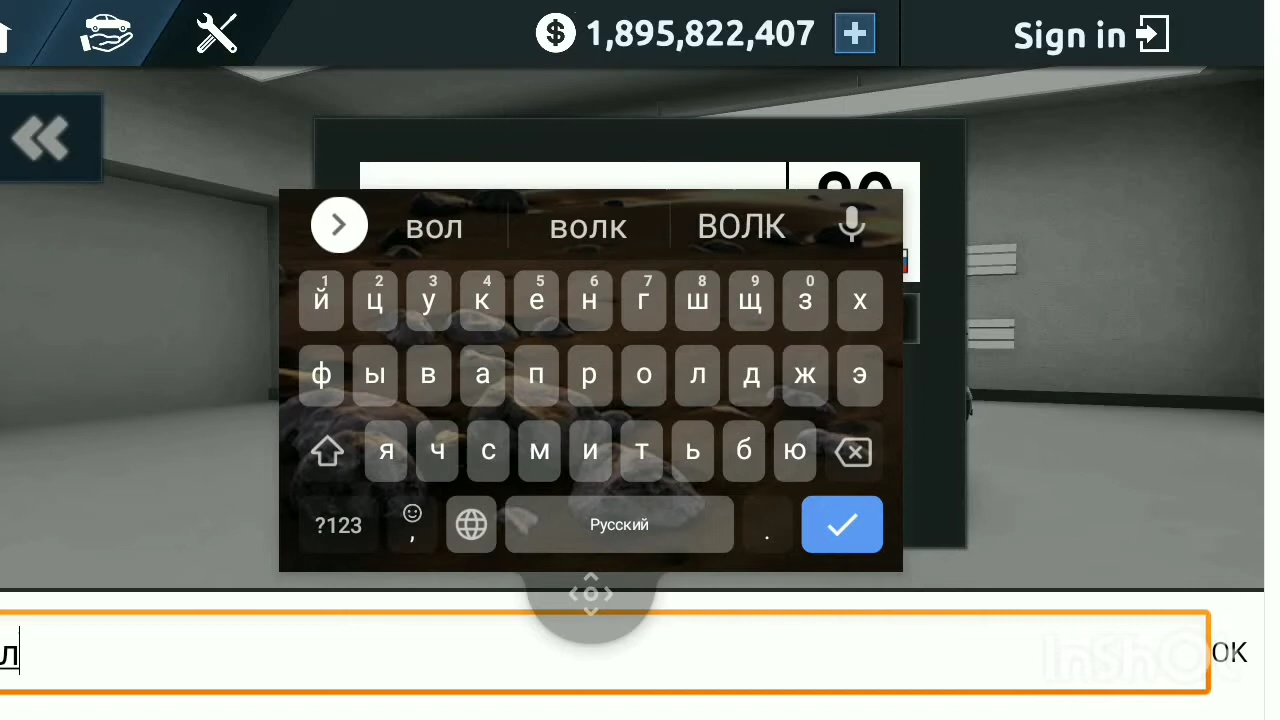 1,895,822,407
Sign in
вол волк ВОЛК
1 2 3 4 5 6 7 8 9 0
й ц у к е н г ш щ з х
ф ы в а п р о л д ж э
я ч с м и т ь б ю
?123 , Русский .
л
OK
InShOt